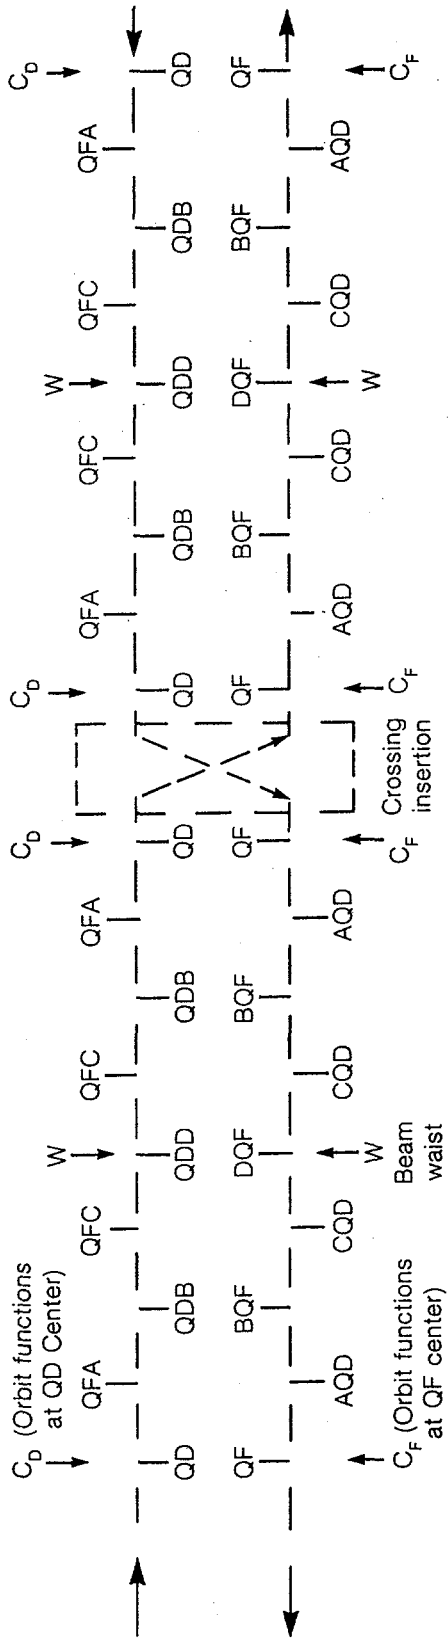 C_D (Orbit functions
at QD Center) W C_D C_D W C_D
QFA QFC QFC QFA QFA QFC QFC QFA
QD QDB QDD QDB QD QD QDB QDD QDB QD
QF BQF DQF BQF QF QF BQF DQF BQF QF
AQD CQD CQD AQD AQD CQD CQD AQD
C_F (Orbit functions
at QF center)
W
Beam
waist
C_F
Crossing
insertion
C_F W C_F